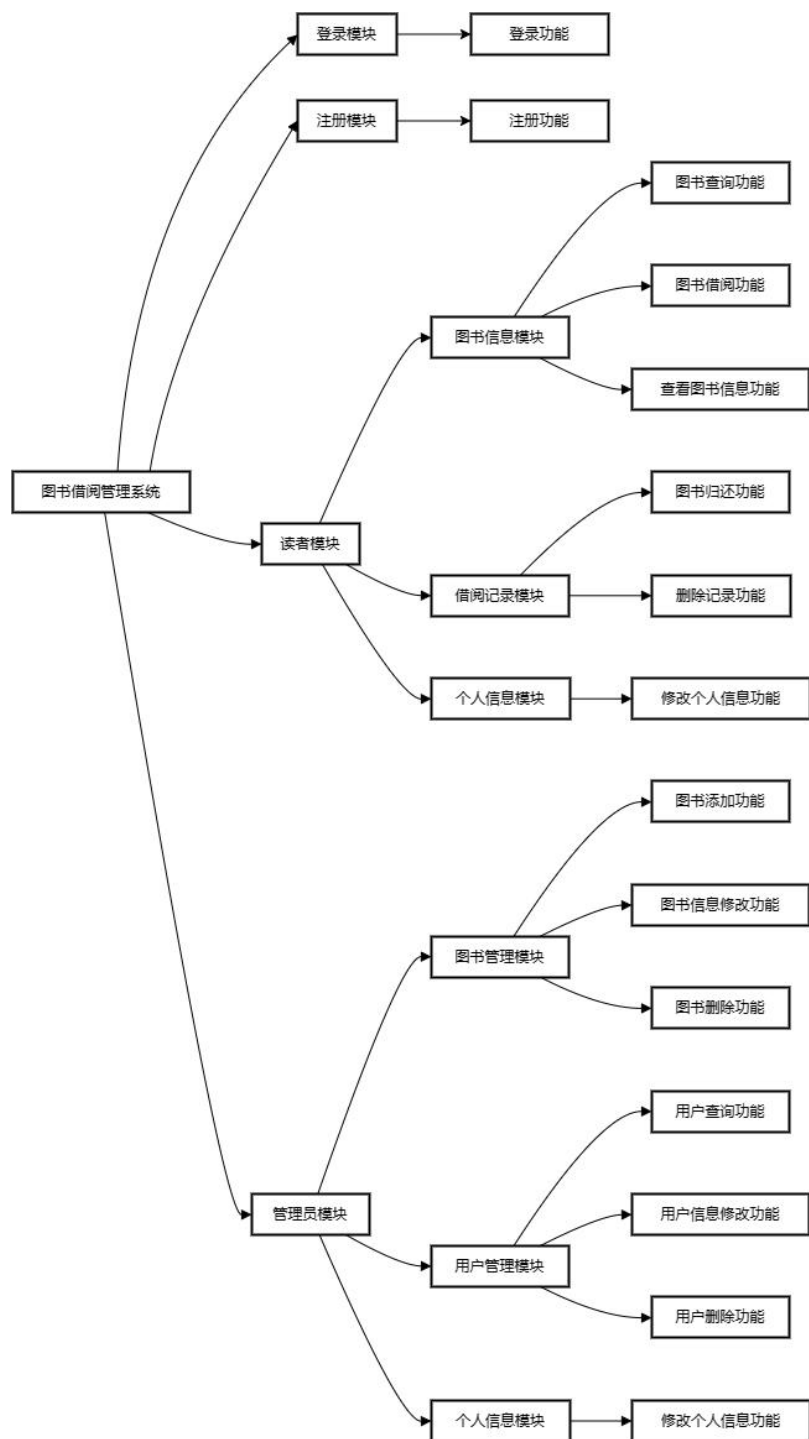 登录模块
登录功能
注册模块
注册功能
图书查询功能
图书借阅功能
图书信息模块
查看图书信息功能
图书借阅管理系统
图书归还功能
读者模块
借阅记录模块
删除记录功能
个人信息模块
修改个人信息功能
图书添加功能
图书信息修改功能
图书管理模块
图书删除功能
用户查询功能
管理员模块
用户信息修改功能
用户管理模块
用户删除功能
个人信息模块
修改个人信息功能